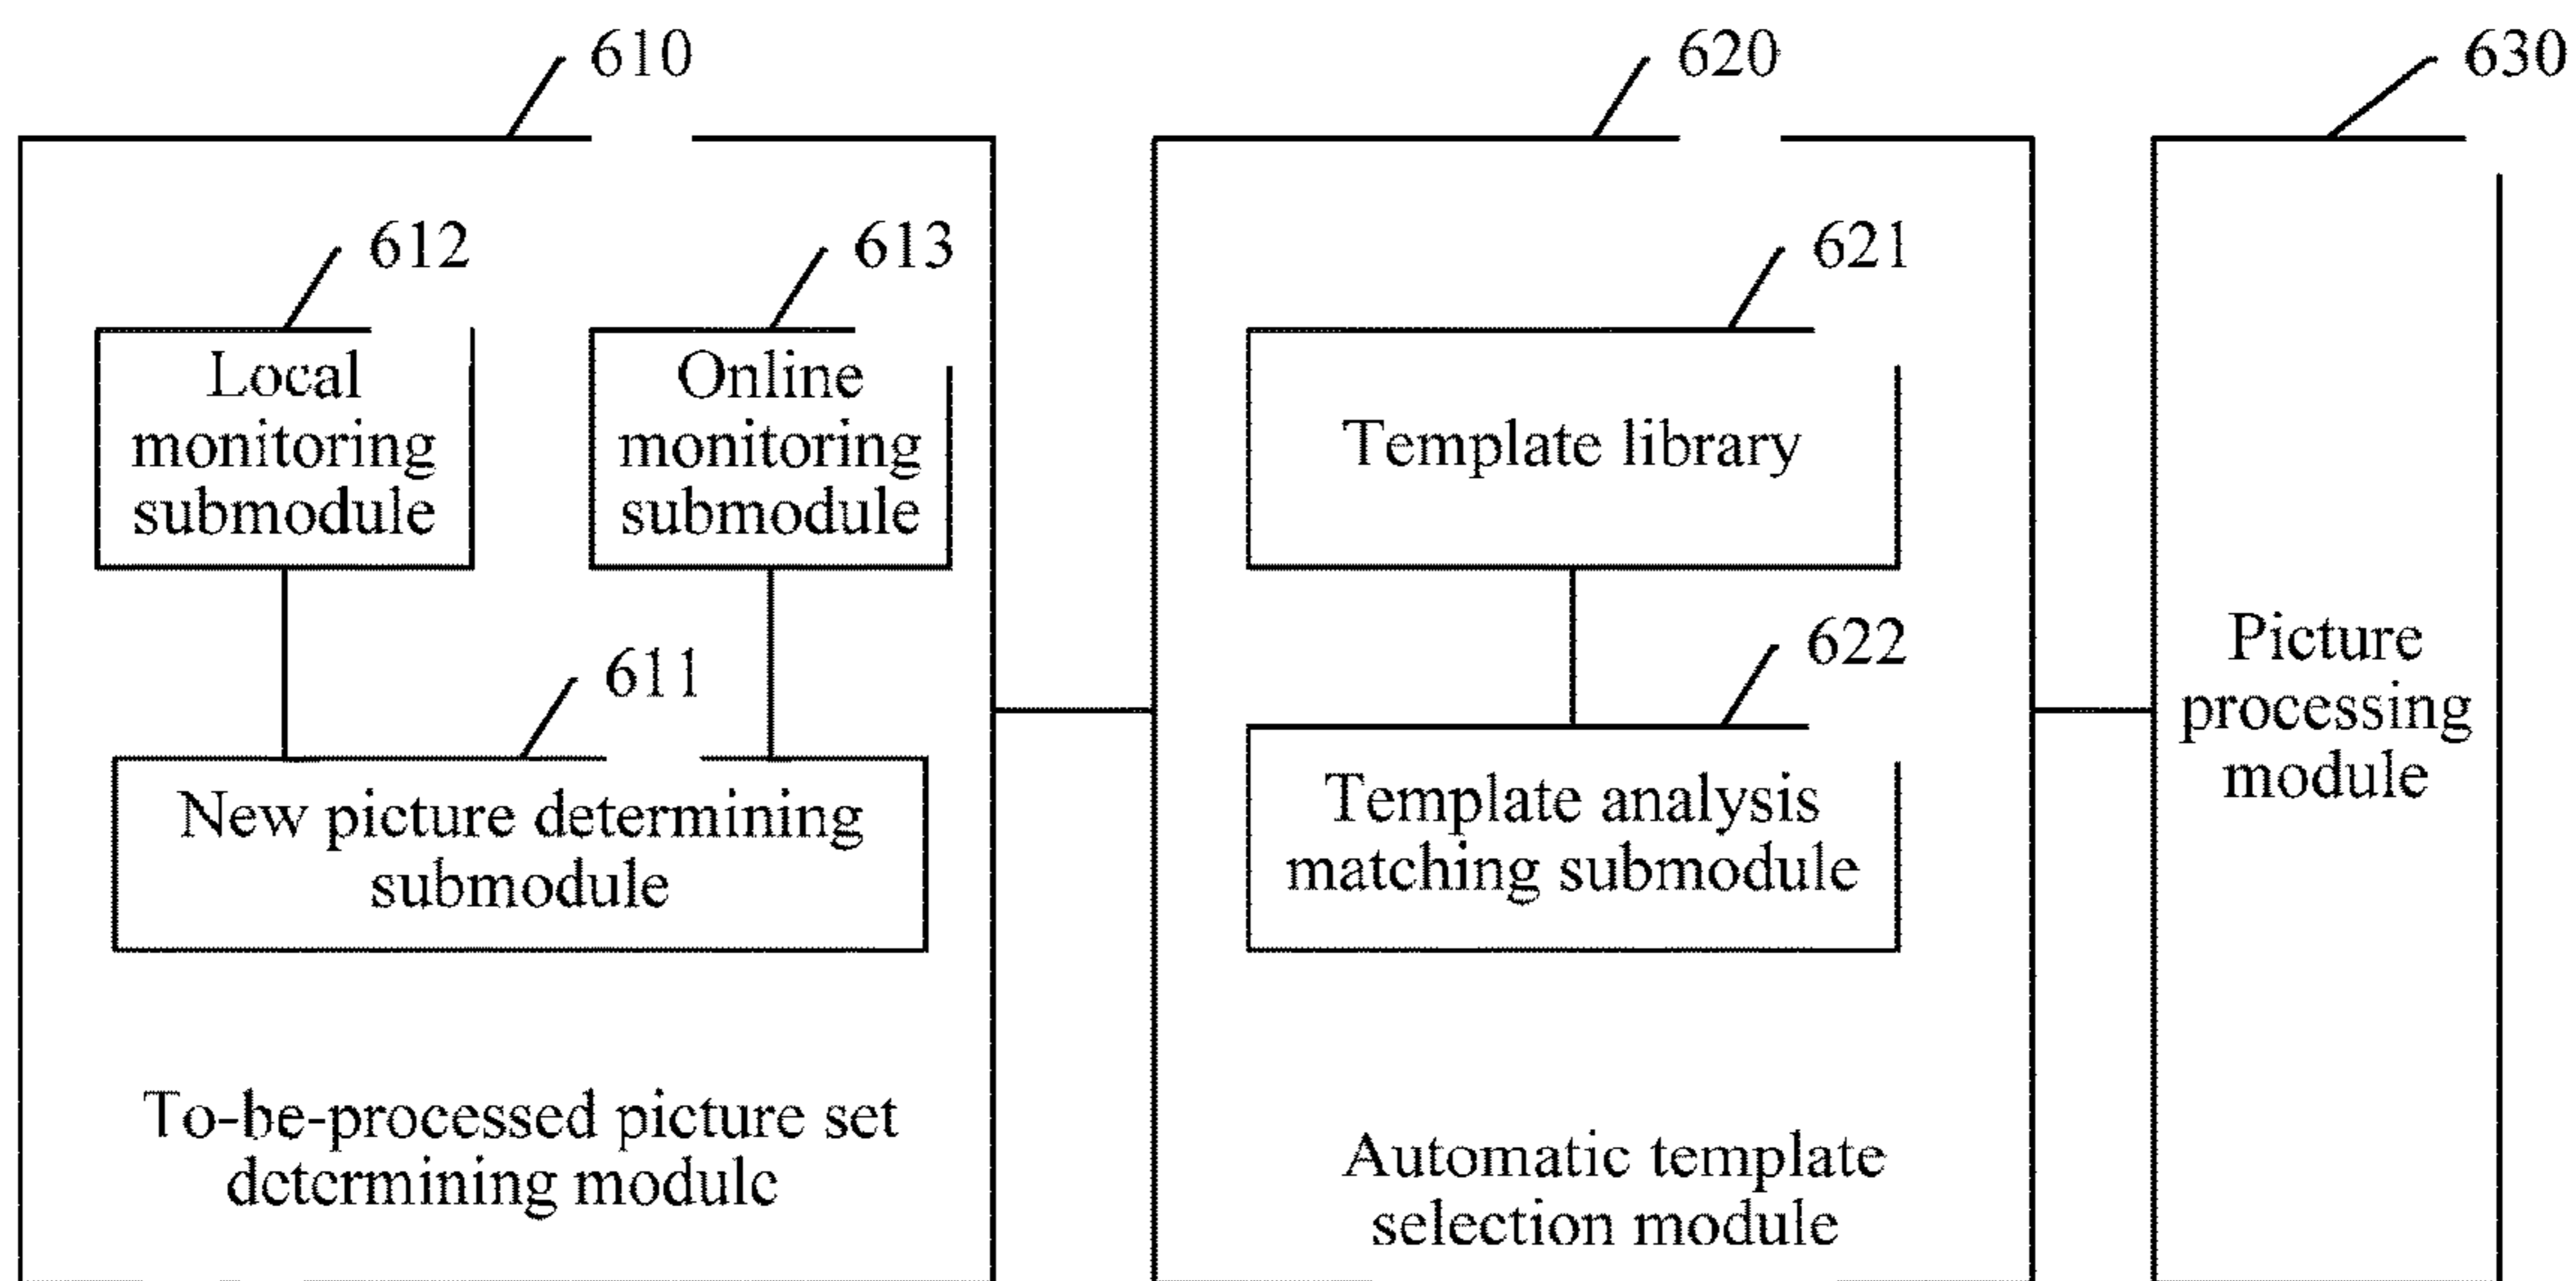 610
620
630
612
613
621
Local
monitoring
submodule
Online
monitoring
submodule
Template library
611
622
New picture determining
submodule
Template analysis
matching submodule
Picture
processing
module
To-be-processed picture set
determining module
Automatic template
selection module